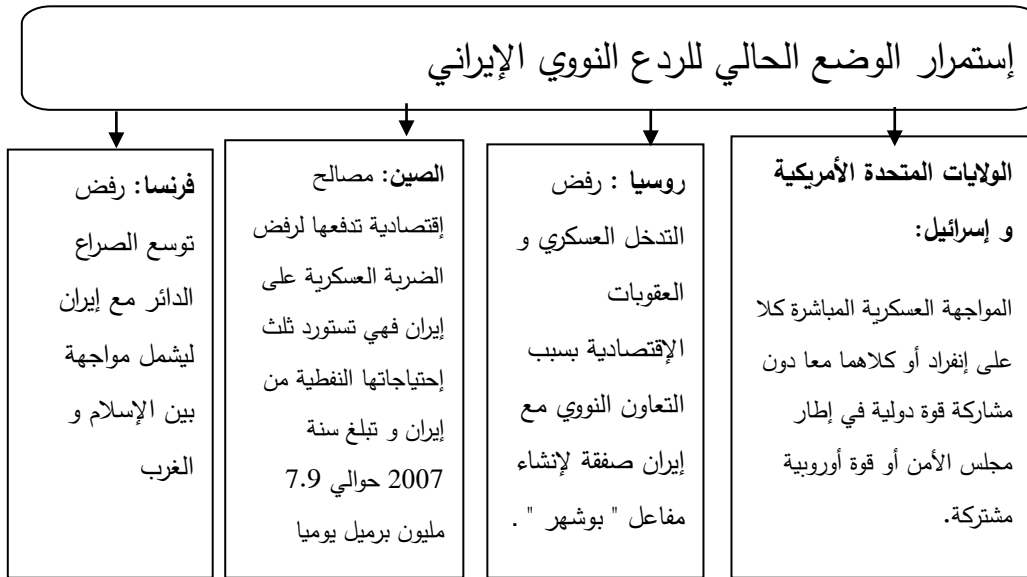 إستمرار الوضع الحالي للردع النووي الإيراني
الولايات المتحدة الأمريكية
و إسرائيل:
المواجهة العسكرية المباشرة كلا
على إنفراد أو كلاهما معا دون
مشاركة قوة دولية في إطار
مجلس الأمن أو قوة أوروبية
مشتركة.
روسيا : رفض
التدخل العسكري و
العقوبات
الإقتصادية بسبب
التعاون النووي مع
إيران صفقة لإنشاء
مفاعل " بوشهر " .
الصين: مصالح
إقتصادية تدفعها لرفض
الضربة العسكرية على
إيران فهي تستورد ثلث
إحتياجاتها النفطية من
إيران و تبلغ سنة
2007 حوالي 7.9
مليون برميل يوميا
فرنسا: رفض
توسع الصراع
الدائر مع إيران
ليشمل مواجهة
بين الإسلام و
الغرب